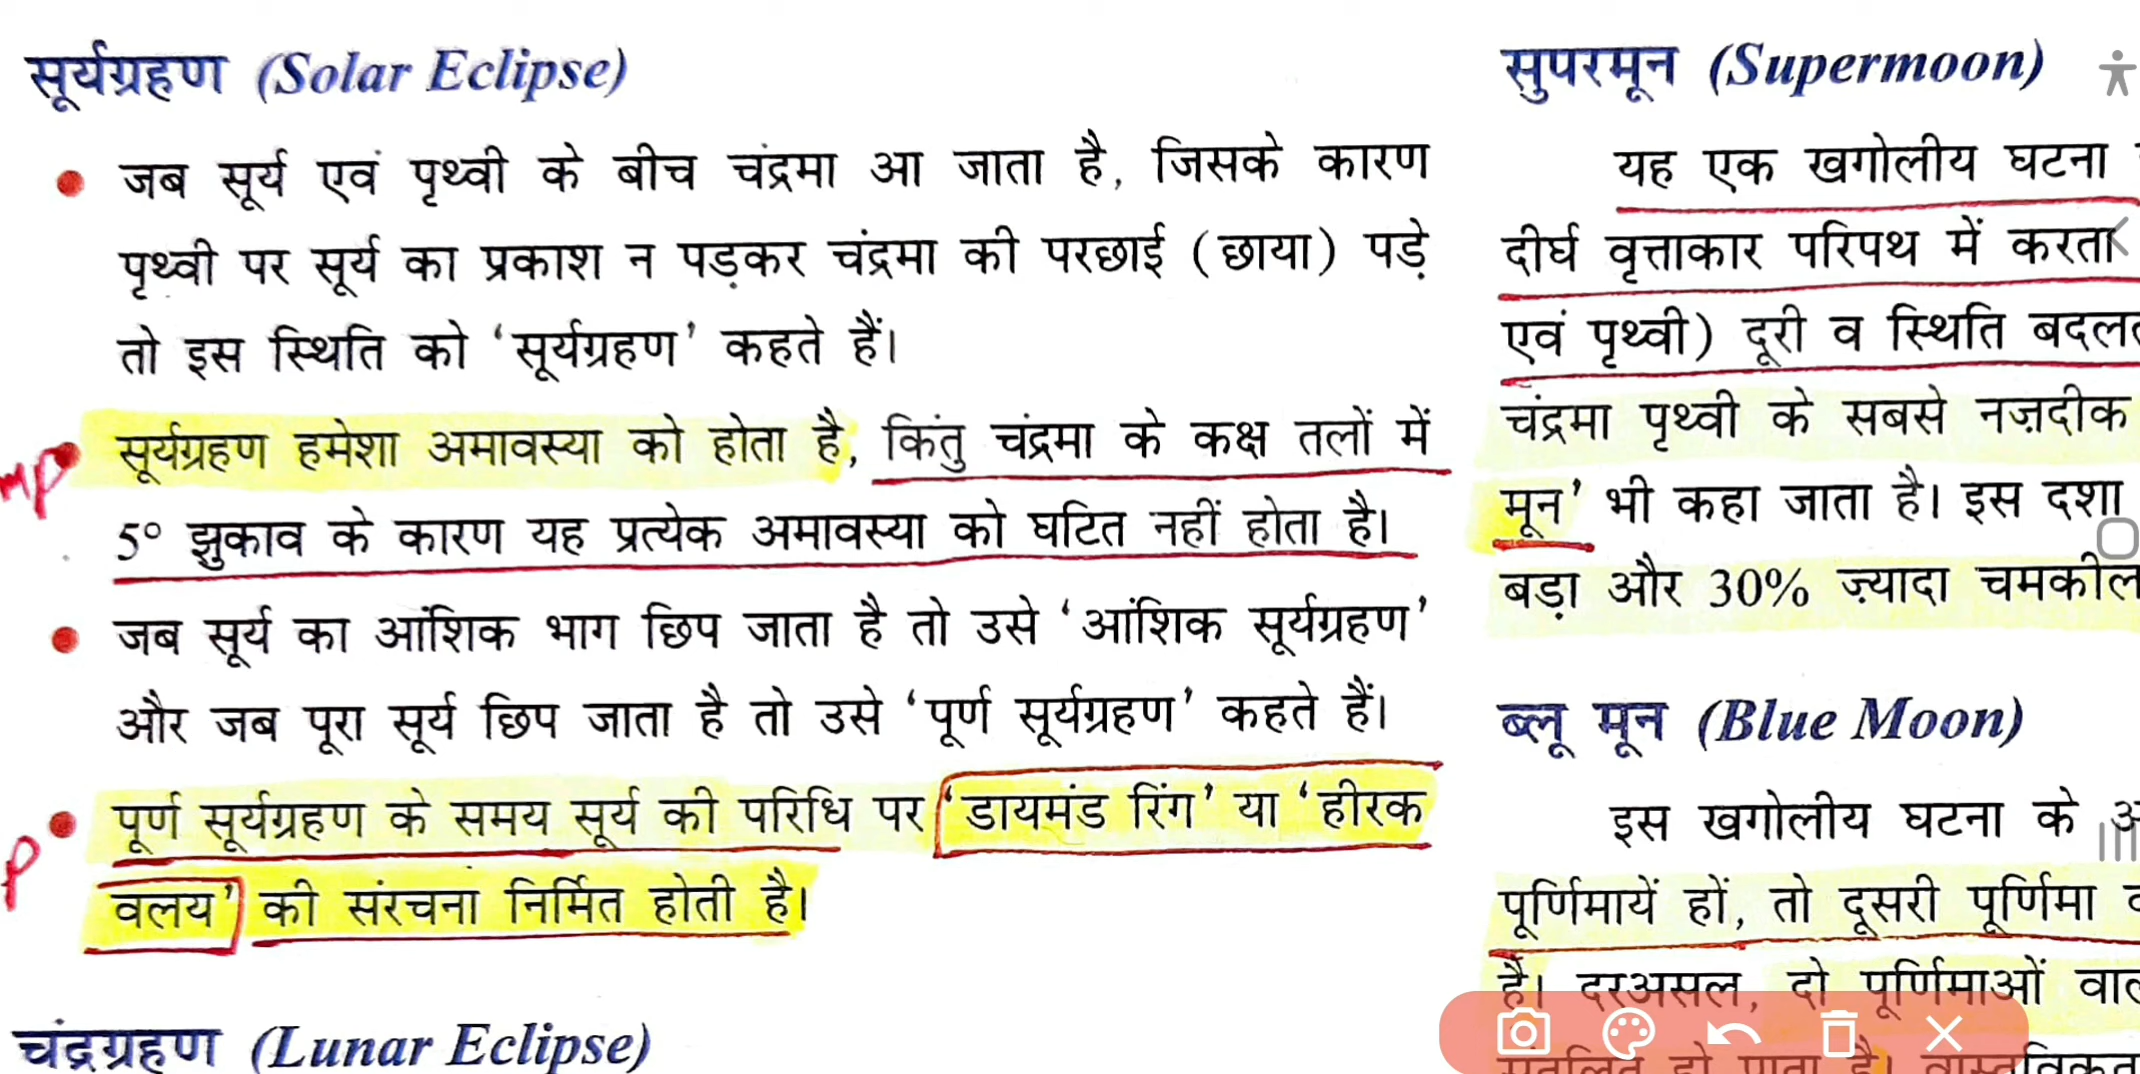 सूर्यग्रहण (Solar Eclipse)
जब सूर्य एवं पृथ्वी के बीच चंद्रमा आ जाता है, जिसके कारण
पृथ्वी पर सूर्य का प्रकाश न पड़कर चंद्रमा की परछाई (छाया) पड़े
तो इस स्थिति को ‘सूर्यग्रहण’ कहते हैं।
सूर्यग्रहण हमेशा अमावस्या को होता है, किंतु चंद्रमा के कक्ष तलों में
5° झुकाव के कारण यह प्रत्येक अमावस्या को घटित नहीं होता है।
जब सूर्य का आंशिक भाग छिप जाता है तो उसे ‘आंशिक सूर्यग्रहण’
और जब पूरा सूर्य छिप जाता है तो उसे ‘पूर्ण सूर्यग्रहण’ कहते हैं।
पूर्ण सूर्यग्रहण के समय सूर्य की परिधि पर ‘डायमंड रिंग’ या ‘हीरक
वलय’ की संरचना निर्मित होती है।
चंद्रग्रहण (Lunar Eclipse)
सुपरमून (Supermoon)
यह एक खगोलीय घटना
दीर्घ वृत्ताकार परिपथ में करता
एवं पृथ्वी) दूरी व स्थिति
चंद्रमा पृथ्वी के सबसे नज़दीक
मून’ भी कहा जाता है। इस दशा
बड़ा और 30% ज़्यादा
ब्लू मून (Blue Moon)
इस खगोलीय घटना के
पूर्णिमायें हों, तो दूसरी पूर्णिमा
है। दरअसल, दो पूर्णिमाओं